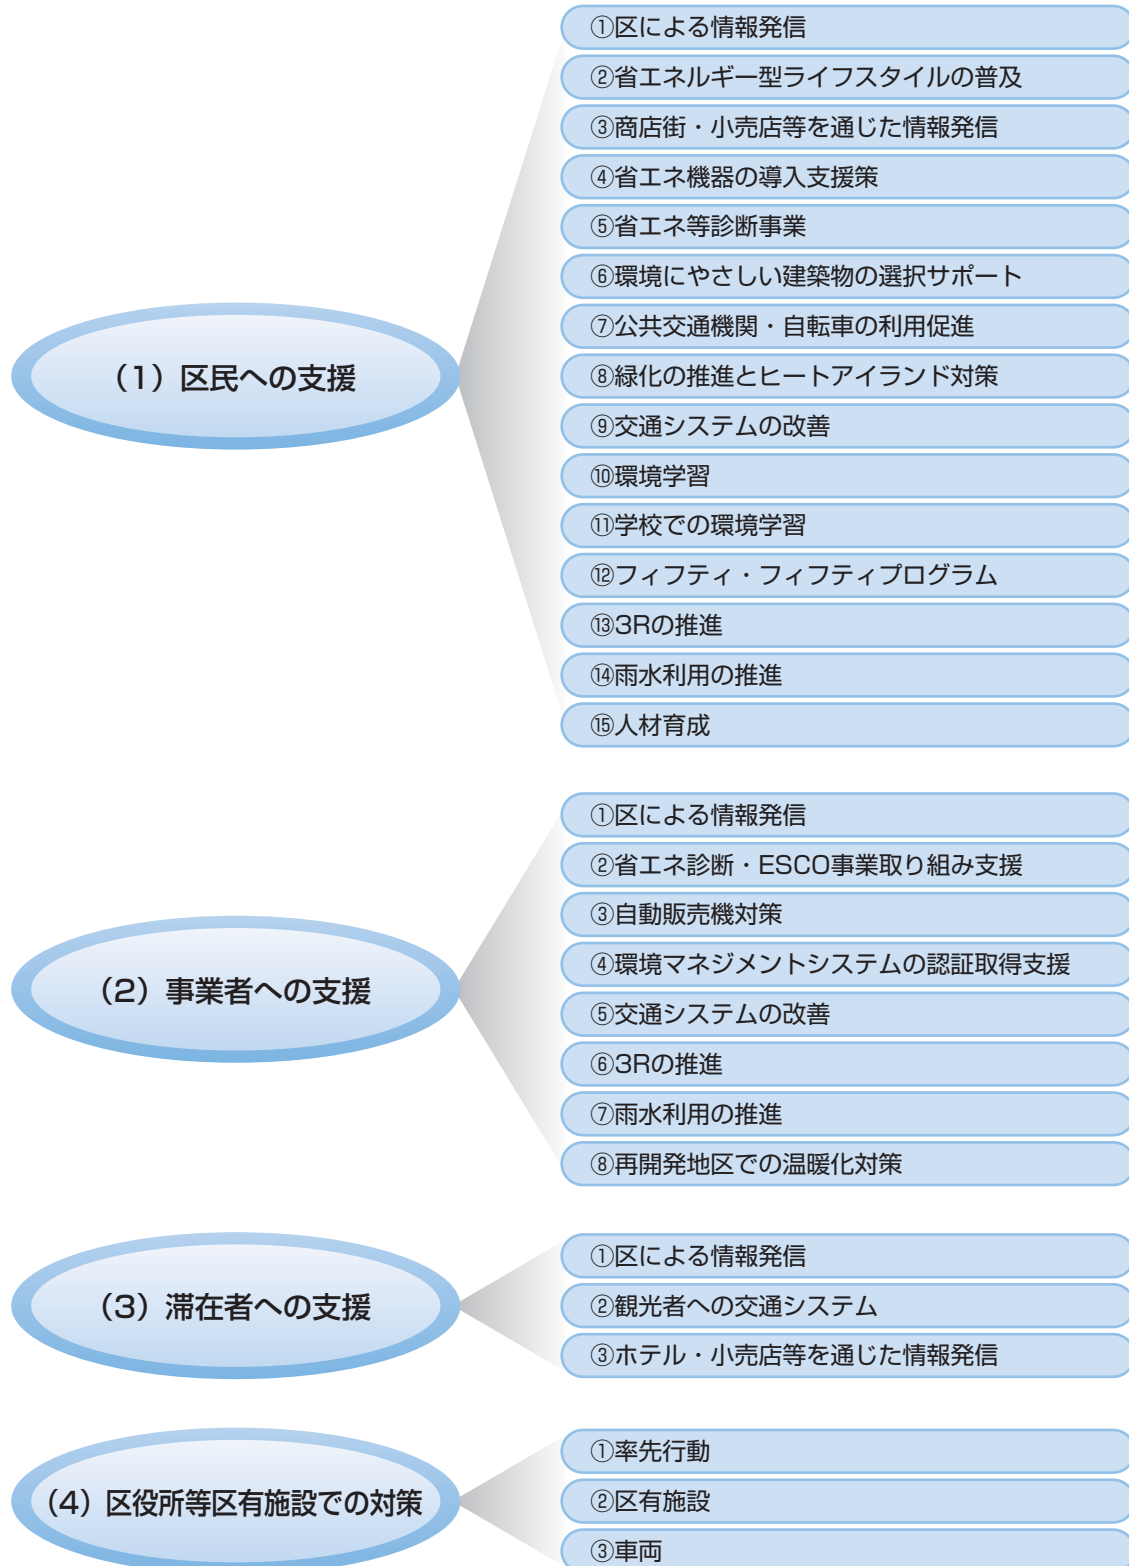 (1)区民への支援
①区による情報発信
②省エネルギー型ライフスタイルの普及
③商店街・小売店等を通じた情報発信
④省エネ機器の導入支援策
⑤省エネ等診断事業
⑥環境にやさしい建築物の選択サポート
⑦公共交通機関・自転車の利用促進
⑧緑化の推進とヒートアイランド対策
⑨交通システムの改善
⑩環境学習
⑪学校での環境学習
⑫フィフティ・フィフティプログラム
⑬3Rの推進
⑭雨水利用の推進
⑮人材育成
(2)事業者への支援
①区による情報発信
②省エネ診断・ESCO事業取り組み支援
③自動販売機対策
④環境マネジメントシステムの認証取得支援
⑤交通システムの改善
⑥3Rの推進
⑦雨水利用の推進
⑧再開発地区での温暖化対策
(3)滞在者への支援
①区による情報発信
②観光者への交通システム
③ホテル・小売店等を通じた情報発信
(4)区役所等区有施設での対策
①率先行動
②区有施設
③車両